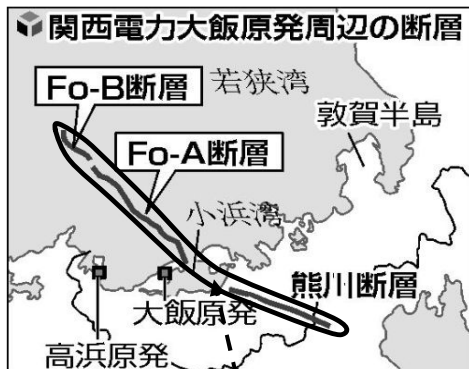 関西電力大飯原発周辺の断層
Fo-B断層
若狭湾
敦賀半島
Fo-A断層
小浜湾
熊川断層
大飯原発
高浜原発